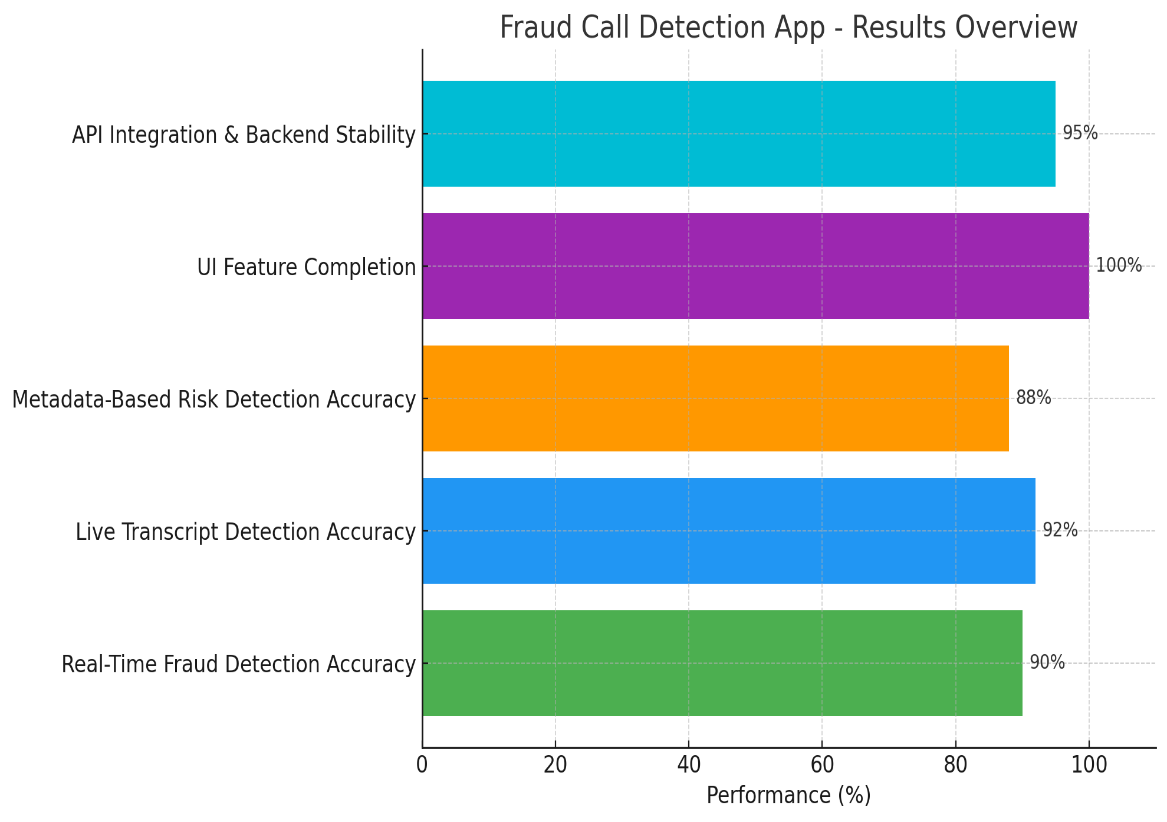 Fraud Call Detection App - Results Overview
API Integration & Backend Stability
95%
UI Feature Completion
100%
Metadata-Based Risk Detection Accuracy
88%
Live Transcript Detection Accuracy
92%
Real-Time Fraud Detection Accuracy
90%
0 20 40 60 80 100
Performance (%)